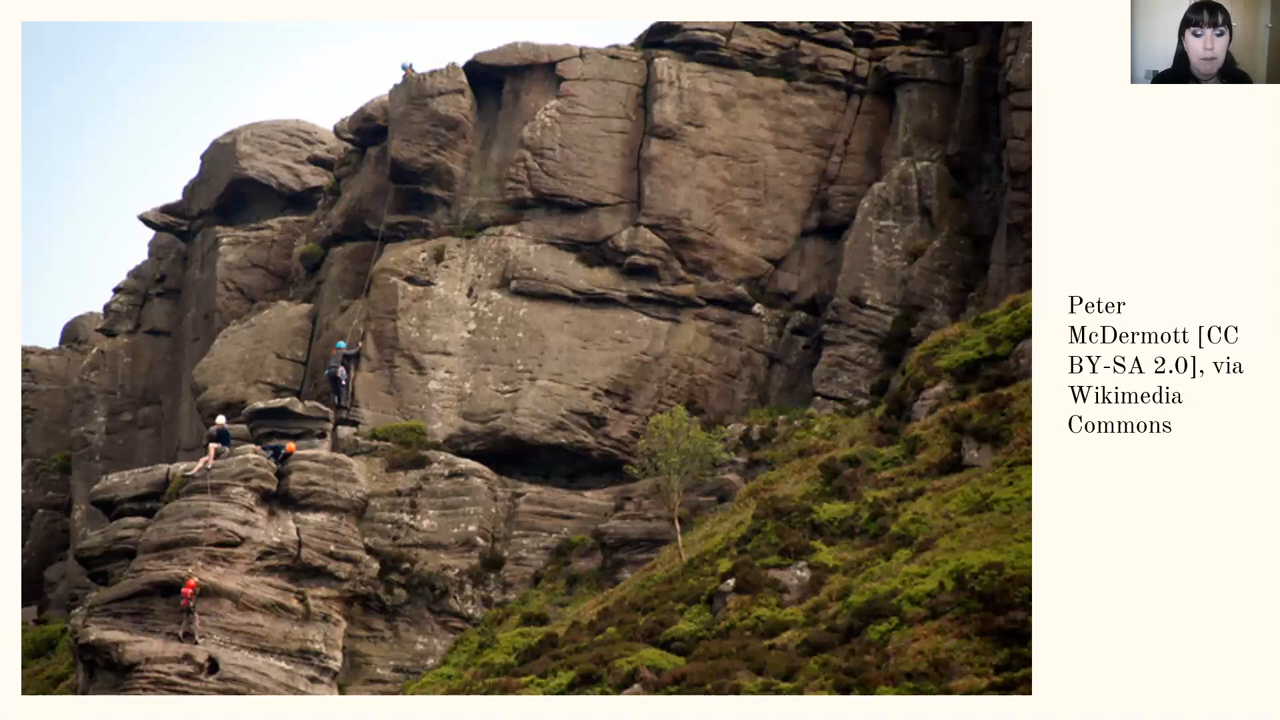 Peter
McDermott [CC
BY-SA 2.0], via
Wikimedia
Commons